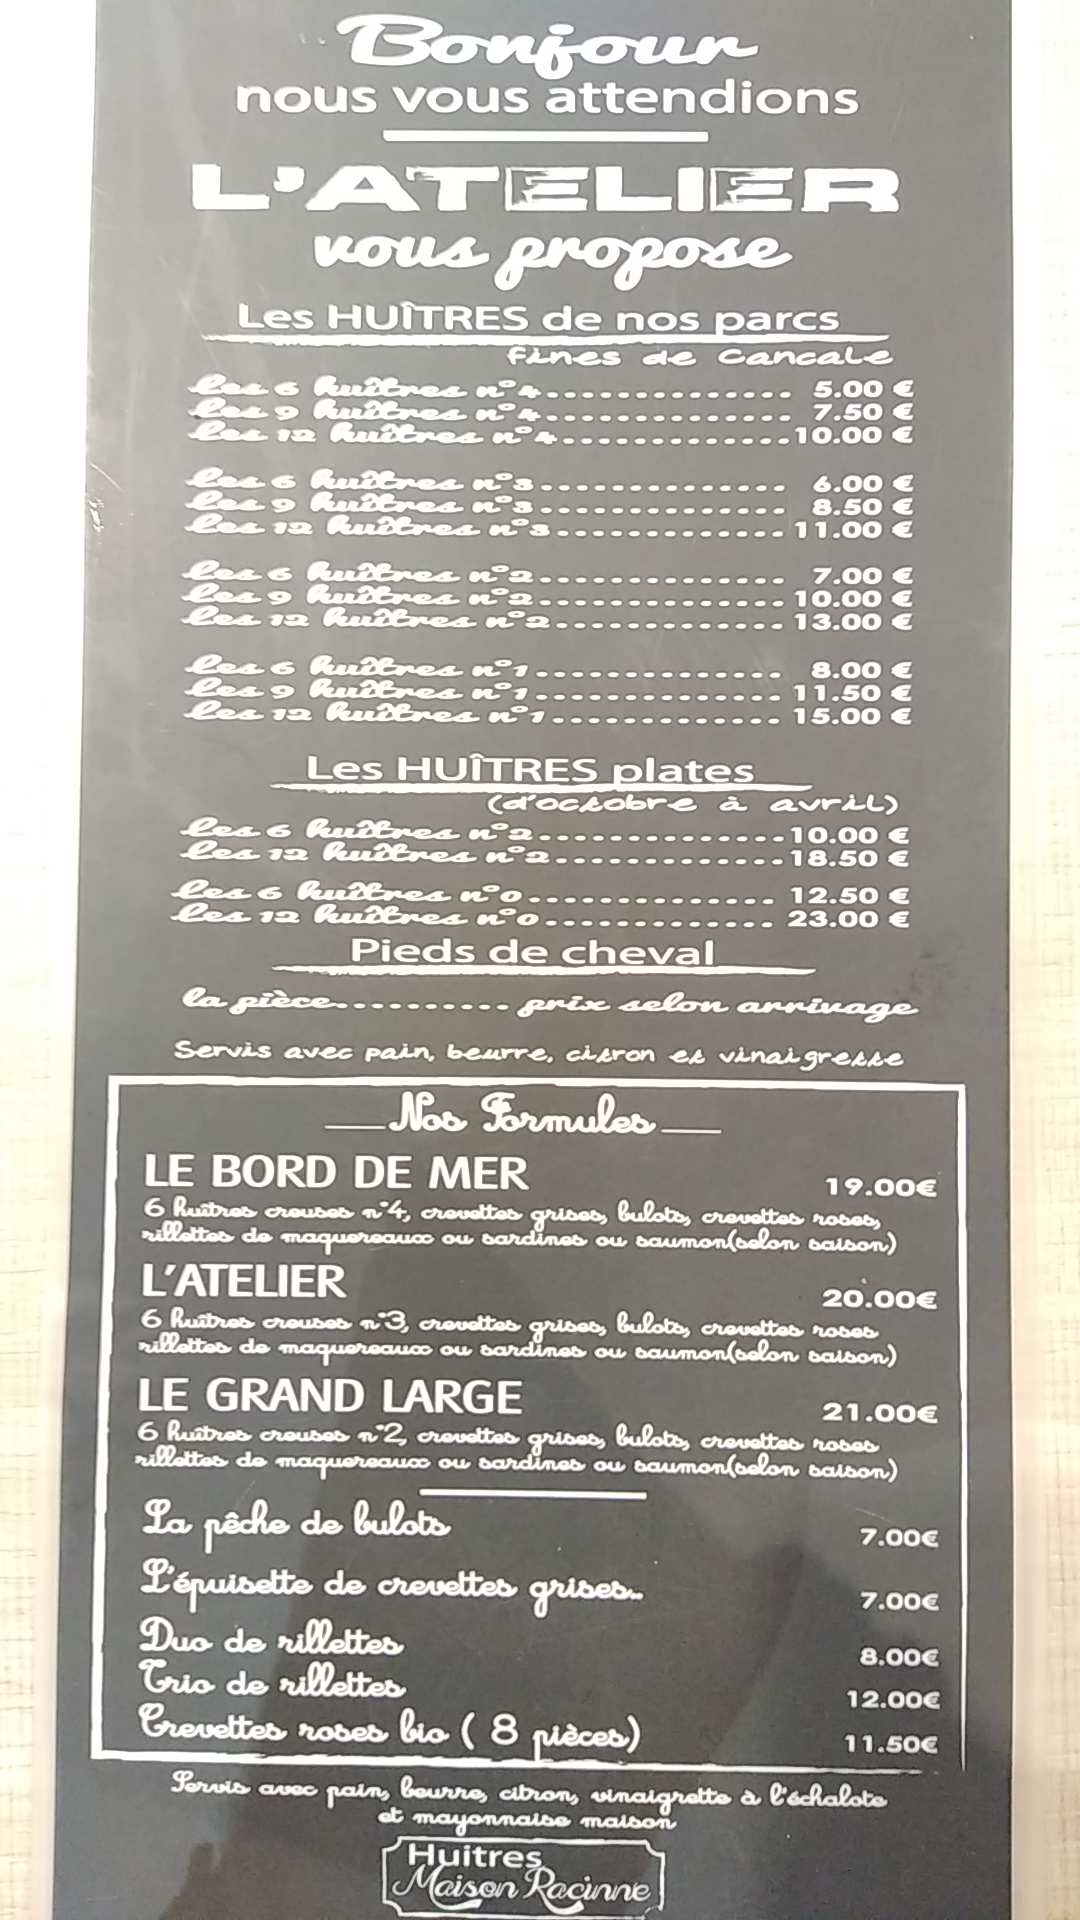 Bonjour
nous vous attendions
L'ATELIER
vous propose
Les HUÎTRES de nos parcs
fines de Cancale
les 6 huîtres n°4.............. 5.00 €
les 9 huîtres n°4.............. 7.50 €
les 12 huîtres n°4.............10.00 €
les 6 huîtres n°3.............. 6.00 €
les 9 huîtres n°3.............. 8.50 €
les 12 huîtres n°3............. 11.00 €
les 6 huîtres n°2.............. 7.00 €
les 9 huîtres n°2.............. 10.00 €
les 12 huîtres n°2............. 13.00 €
les 6 huîtres n°1.............. 8.00 €
les 9 huîtres n°1.............. 11.50 €
les 12 huîtres n°1............. 15.00 €
Les HUÎTRES plates
(d'octobre à avril)
les 6 huîtres n°2..............10.00 €
les 12 huîtres n°2.............18.50 €
les 6 huîtres n°0.............. 12.50 €
les 12 huîtres n°0............. 23.00 €
Pieds de cheval
la pièce.......... prix selon arrivage
Servis avec pain, beurre, citron et vinaigrette
Nos Formules
LE BORD DE MER 19.00€
6 huîtres creuses n°4, crevettes grises, bulots, crevettes roses,
rillettes de maquereaux ou sardines ou saumon(selon saison)
L'ATELIER 20.00€
6 huîtres creuses n°3, crevettes grises, bulots, crevettes roses
rillettes de maquereaux ou sardines ou saumon(selon saison)
LE GRAND LARGE 21.00€
6 huîtres creuses n°2, crevettes grises, bulots, crevettes roses
rillettes de maquereaux ou sardines ou saumon(selon saison)
La pêche de bulots 7.00€
L'épuisette de crevettes grises.. 7.00€
Duo de rillettes 8.00€
Trio de rillettes 12.00€
Crevettes roses bio ( 8 pièces) 11.50€
Servis avec pain, beurre, citron, vinaigrette à l'échalote
et mayonnaise maison
Huitres
Maison Racinne